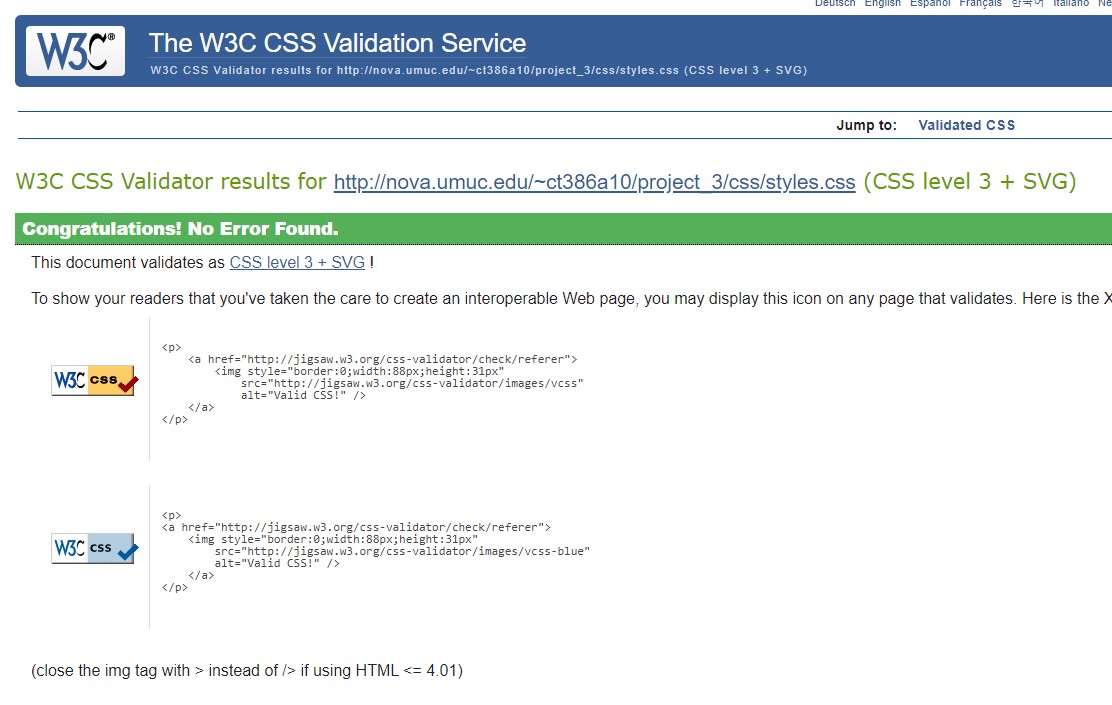 Deutsch English Español Français 한국어 Italiano Ne
W3C®
The W3C CSS Validation Service
W3C CSS Validator results for http://nova.umuc.edu/~ct386a10/project_3/css/styles.css (CSS level 3 + SVG)
Jump to: Validated CSS
W3C CSS Validator results for http://nova.umuc.edu/~ct386a10/project_3/css/styles.css (CSS level 3 + SVG)
Congratulations! No Error Found.
This document validates as CSS level 3 + SVG !
To show your readers that you've taken the care to create an interoperable Web page, you may display this icon on any page that validates. Here is the X
W3C css
<p>
<a href="http://jigsaw.w3.org/css-validator/check/referer">
<img style="border:0;width:88px;height:31px"
src="http://jigsaw.w3.org/css-validator/images/vcss"
alt="Valid CSS!" />
</a>
</p>
W3C css
<p>
<a href="http://jigsaw.w3.org/css-validator/check/referer">
<img style="border:0;width:88px;height:31px"
src="http://jigsaw.w3.org/css-validator/images/vcss-blue"
alt="Valid CSS!" />
</a>
</p>
(close the img tag with > instead of /> if using HTML <= 4.01)